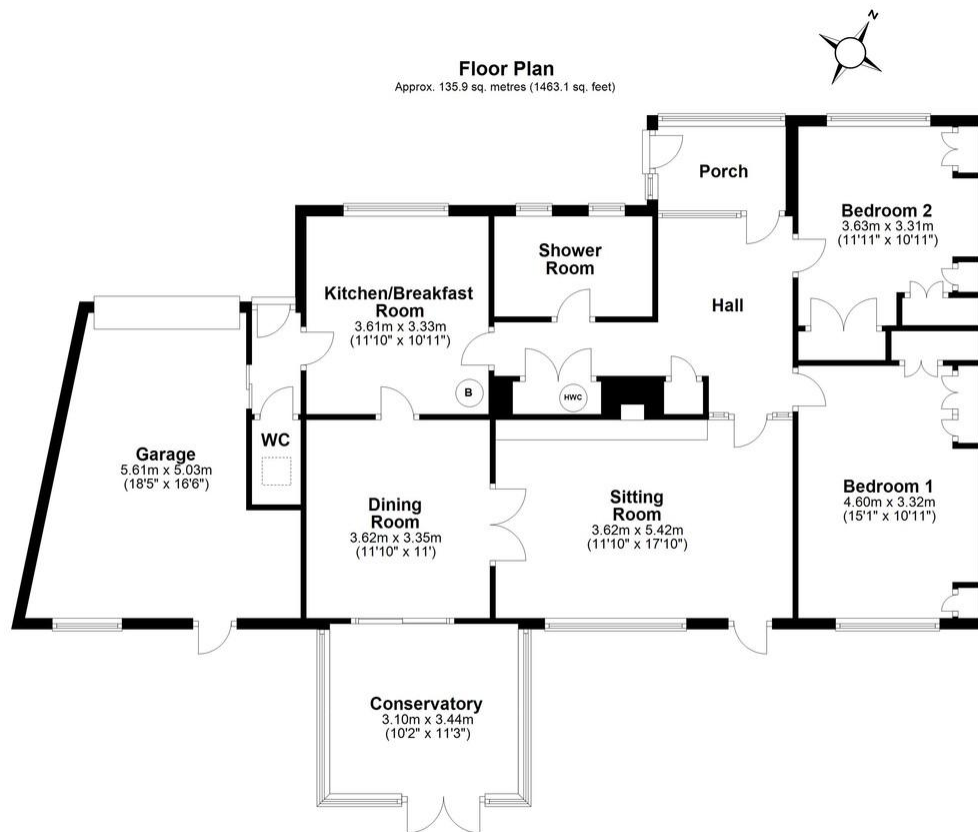 N
Floor Plan
Approx. 135.9 sq. metres (1463.1 sq. feet)
Porch
Bedroom 2
3.63m x 3.31m
(11'11" x 10'11")
Shower
Room
Hall
Kitchen/Breakfast
Room
3.61m x 3.33m
(11'10" x 10'11")
B
HWC
WC
Garage
5.61m x 5.03m
(18'5" x 16'6")
Dining
Room
3.62m x 3.35m
(11'10" x 11')
Sitting
Room
3.62m x 5.42m
(11'10" x 17'10")
Bedroom 1
4.60m x 3.32m
(15'1" x 10'11")
Conservatory
3.10m x 3.44m
(10'2" x 11'3")